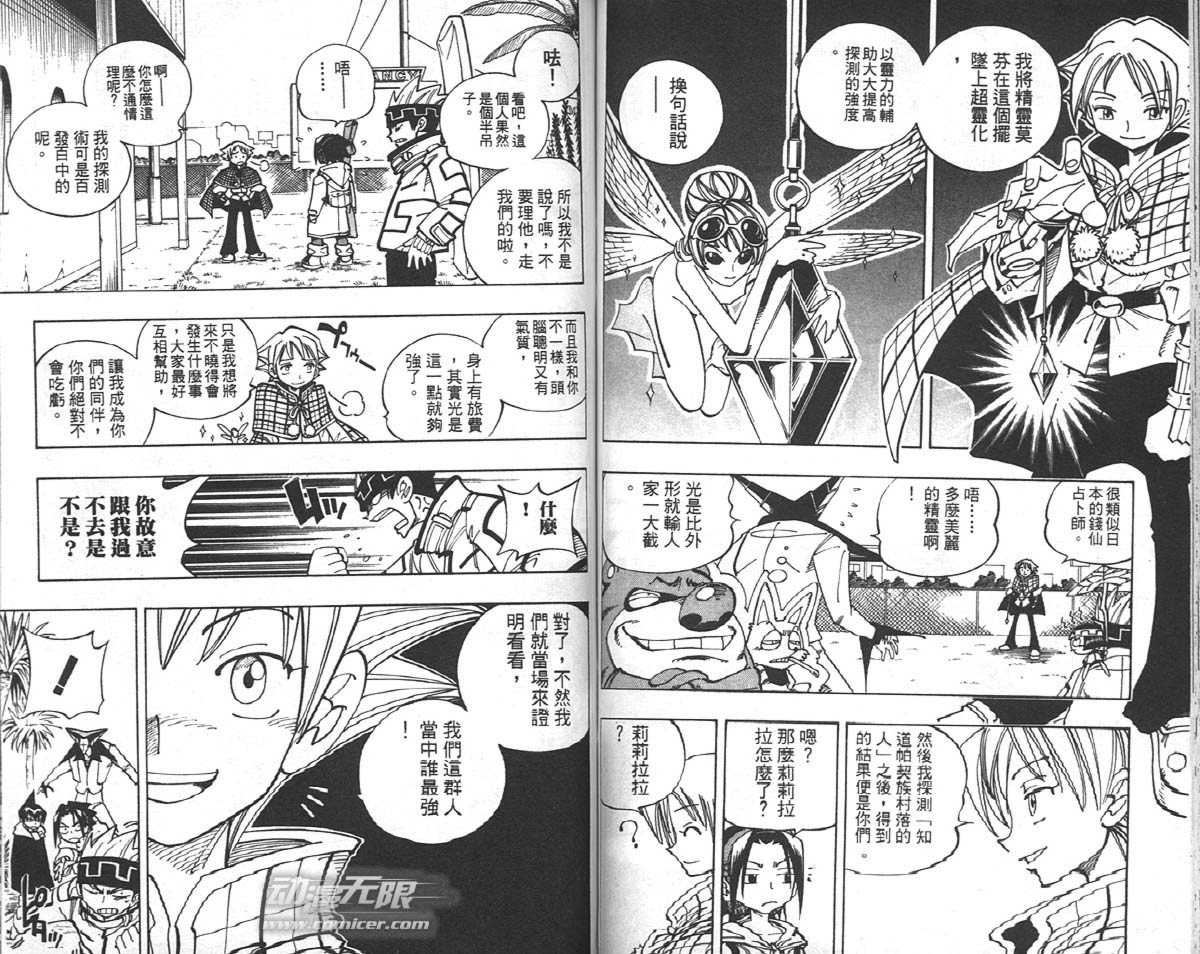 我將精靈莫
芬在這個擺
墜上超靈化
，
以靈力的輔
助大大提高
探測的強度
。
換句話說
——
很類似日
本的錢仙
占卜師。
唔——
多麼美麗
的精靈啊
！
光是比外
形就輸人
家一大截
。
然後我探測「知
道帕契族村落的
人」之後，得到
的結果便是你們
。
嗯？
那麼莉莉拉
拉怎麼了？
莉莉拉拉
？
？
呿！
看吧，這
個人果然
是個半吊
子。
所以我不是
說了嗎，不
要理他，走
我們的啦。
唔——
……
啊——
你怎麼這
麼不通情
理呢？
我的探測
術可是百
發百中的
呢。
而且我和你
不一樣，頭
腦聰明又有
氣質，
身上有旅費
，其實光是
這一點就夠
強了。
只是我想將
來不曉得會
發生什麼事
，大家最好
互相幫助，
讓我成為你
們的同伴，
你們絕對不
會吃虧。
什麼
！
你故意
跟我過
不去是
不是？
對了，不然我
們就當場來證
明看看，
我們這群人
當中誰最強
！
！
动漫无限
www.comicer.com